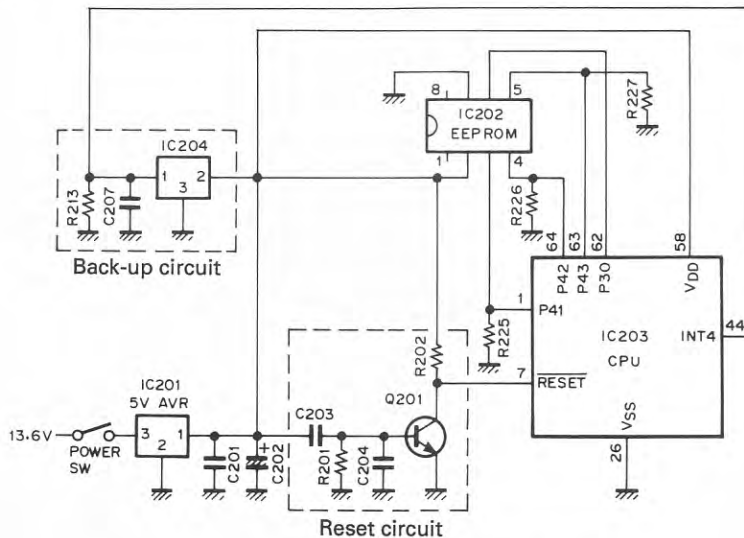 8
5
IC202
EEPROM
1
4
R227
IC204
1
2
3
R213
C207
Back-up circuit
R226
64
63
62
58
P42
P43
P30
VDD
1
P41
R225
IC203
CPU
INT4
44
7
RESET
VSS
26
R202
Q201
IC201
5V AVR
13.6V
POWER
SW
3
1
2
C201
+
C202
C203
R201
C204
Reset circuit